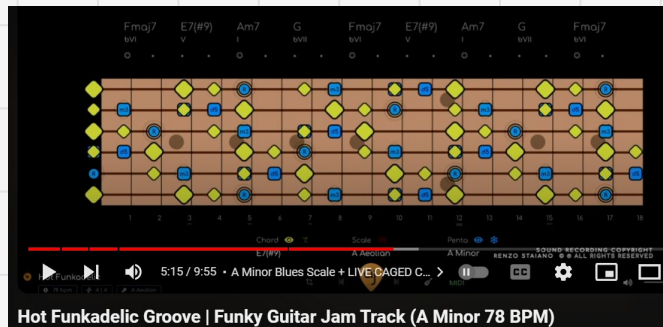 Fmaj7 E7(#9) Am7 G Fmaj7 E7(#9) Am7 G
bVI V I bVII bVI V I bVII
1 2 3 4 5 6 7 8 9 10 11 12 13 14 15 16 17 18
Chord Scale Penta
E7(#9) A Aeolian A Minor
SOUND RECORDING COPYRIGHT
RENZO STAIANO © ® ALL RIGHTS RESERVED
5:15 / 9:55 • A Minor Blues Scale + LIVE CAGED C... CC
Hot Funkadelic
MIDI
Hot Funkadelic Groove | Funky Guitar Jam Track (A Minor 78 BPM)